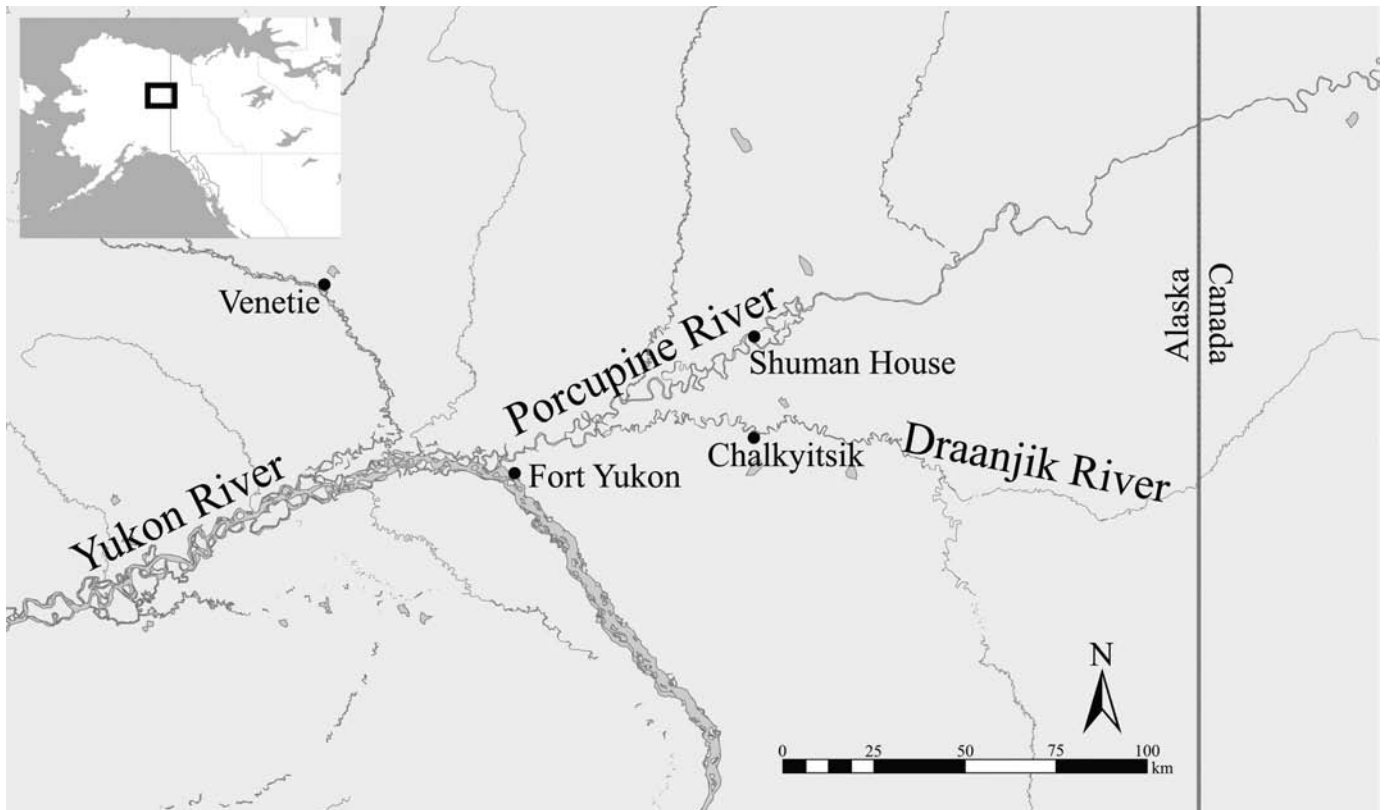 Venetie
Porcupine River
Shuman House
Alaska
Canada
Chalkyitsik
Draanjik River
Yukon River
Fort Yukon
N
0 25 50 75 100
km